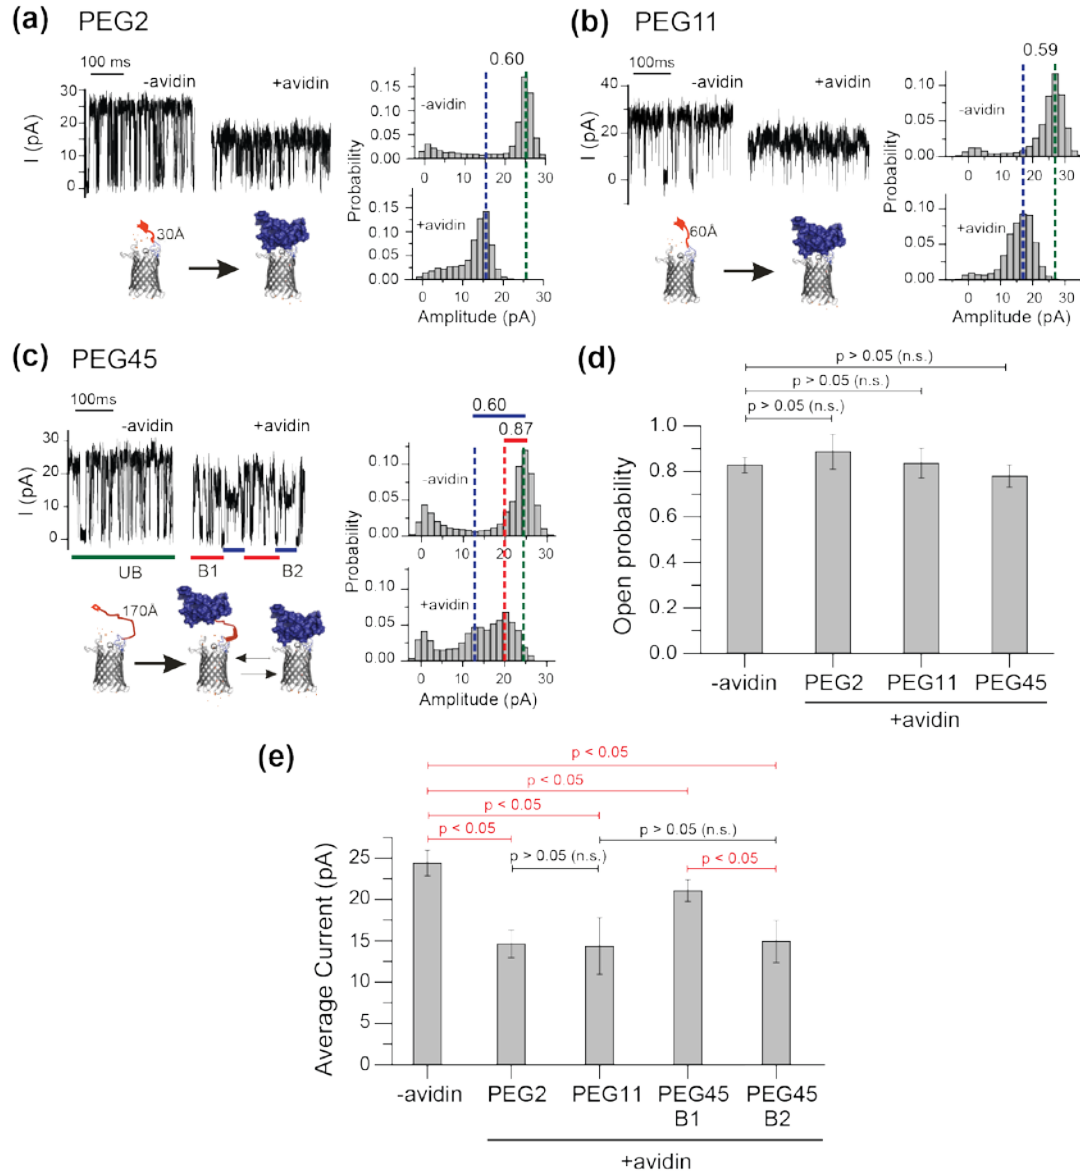 (a) PEG2
100 ms
-avidin
+avidin
I (pA)
30
20
10
0
30Å
0.60
Probability
-avidin
0.15
0.10
0.05
0.00
0 10 20 30
+avidin
0.15
0.10
0.05
0.00
0 10 20 30
Amplitude (pA)
(b) PEG11
100ms
-avidin
+avidin
I (pA)
40
20
0
60Å
0.59
Probability
-avidin
0.10
0.05
0.00
0 10 20 30
+avidin
0.10
0.05
0.00
0 10 20 30
Amplitude (pA)
(c) PEG45
100ms
-avidin
+avidin
I (pA)
30
20
10
0
UB
B1
B2
170Å
0.60
0.87
Probability
-avidin
0.10
0.05
0.00
0 10 20 30
+avidin
0.10
0.05
0.00
0 10 20 30
Amplitude (pA)
(d)
p > 0.05 (n.s.)
p > 0.05 (n.s.)
p > 0.05 (n.s.)
Open probability
1.0
0.8
0.6
0.4
0.2
0.0
-avidin PEG2 PEG11 PEG45
+avidin
(e)
p < 0.05
p < 0.05
p < 0.05
p > 0.05 (n.s.)
p < 0.05
p > 0.05 (n.s.)
p < 0.05
Average Current (pA)
25
20
15
10
5
0
-avidin PEG2 PEG11 PEG45 PEG45
B1 B2
+avidin